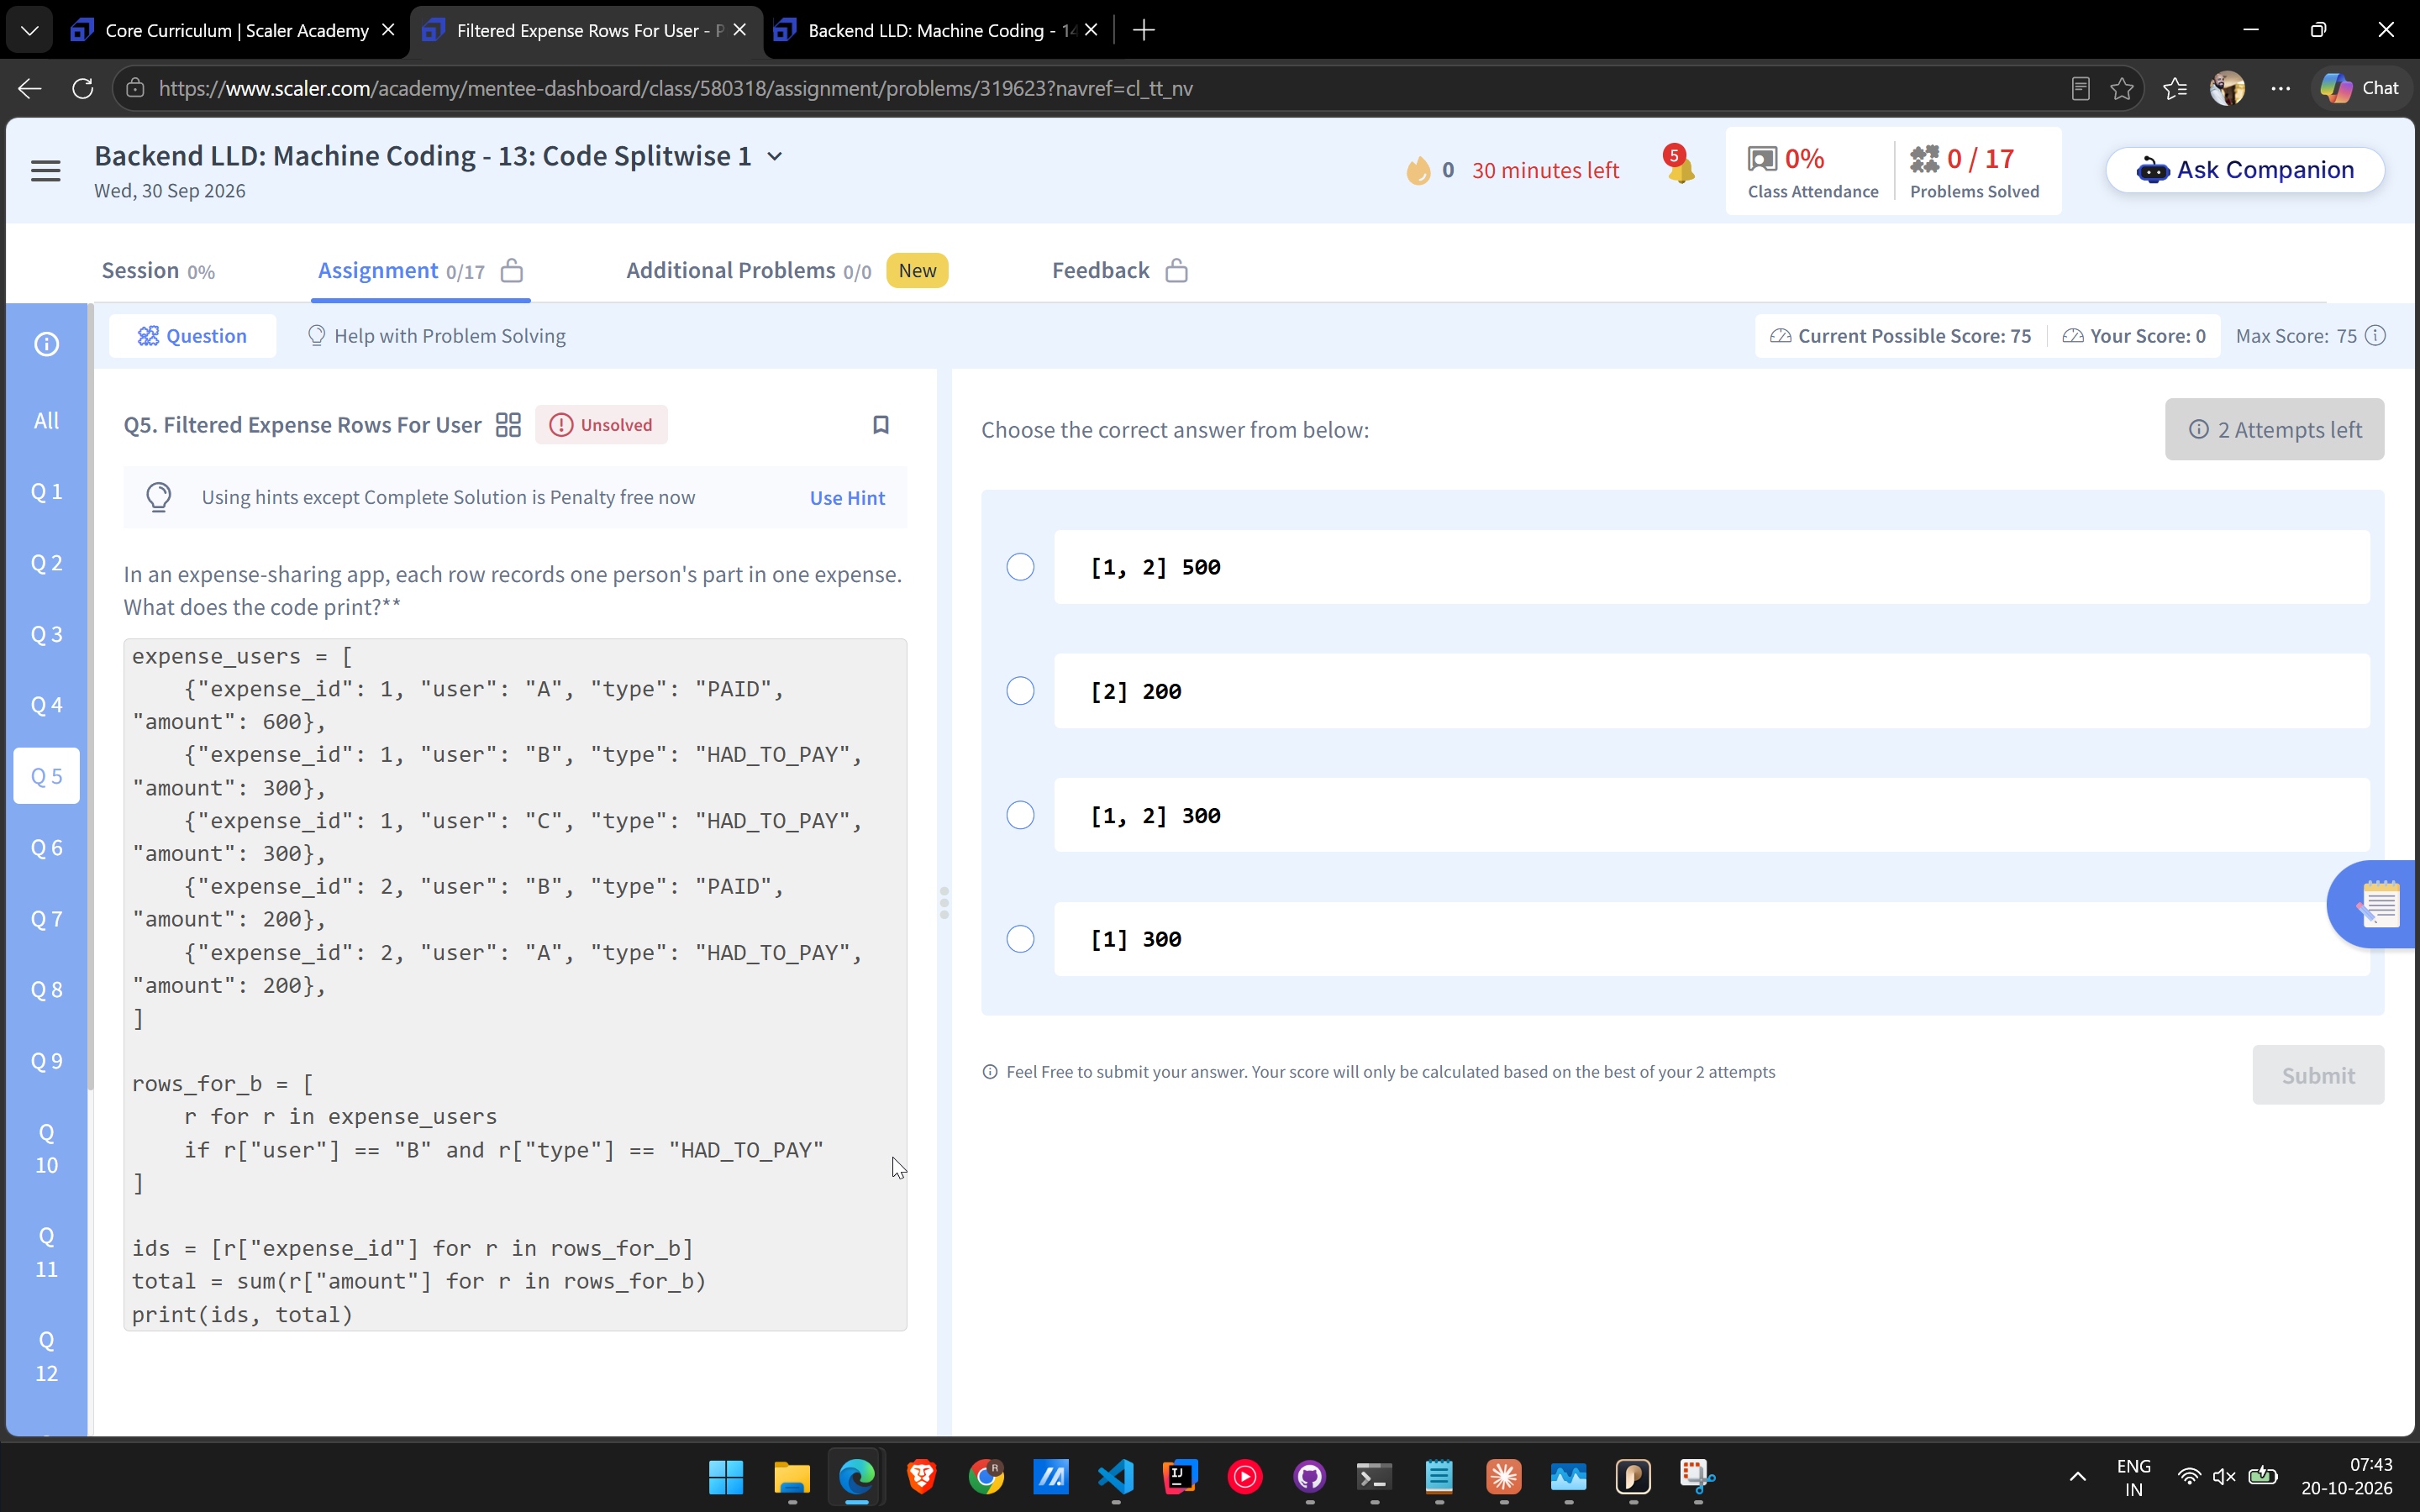 Core Curriculum | Scaler Academy
Filtered Expense Rows For User - P
Backend LLD: Machine Coding - 14
https://www.scaler.com/academy/mentee-dashboard/class/580318/assignment/problems/319623?navref=cl_tt_nv
Chat
Backend LLD: Machine Coding - 13: Code Splitwise 1
Wed, 30 Sep 2026
0
30 minutes left
5
0%
Class Attendance
0 / 17
Problems Solved
Ask Companion
Session 0%
Assignment 0/17
Additional Problems 0/0 New
Feedback
Question
Help with Problem Solving
Current Possible Score: 75
Your Score: 0
Max Score: 75
All
Q 1
Q 2
Q 3
Q 4
Q 5
Q 6
Q 7
Q 8
Q 9
Q
10
Q
11
Q
12
Q5. Filtered Expense Rows For User
Unsolved
Using hints except Complete Solution is Penalty free now
Use Hint
In an expense-sharing app, each row records one person's part in one expense.
What does the code print?**
expense_users = [
    {"expense_id": 1, "user": "A", "type": "PAID",
"amount": 600},
    {"expense_id": 1, "user": "B", "type": "HAD_TO_PAY",
"amount": 300},
    {"expense_id": 1, "user": "C", "type": "HAD_TO_PAY",
"amount": 300},
    {"expense_id": 2, "user": "B", "type": "PAID",
"amount": 200},
    {"expense_id": 2, "user": "A", "type": "HAD_TO_PAY",
"amount": 200},
]
rows_for_b = [
    r for r in expense_users
    if r["user"] == "B" and r["type"] == "HAD_TO_PAY"
]
ids = [r["expense_id"] for r in rows_for_b]
total = sum(r["amount"] for r in rows_for_b)
print(ids, total)
Choose the correct answer from below:
2 Attempts left
[1, 2] 500
[2] 200
[1, 2] 300
[1] 300
Feel Free to submit your answer. Your score will only be calculated based on the best of your 2 attempts
Submit
R
IJ
ENG
IN
07:43
20-10-2026